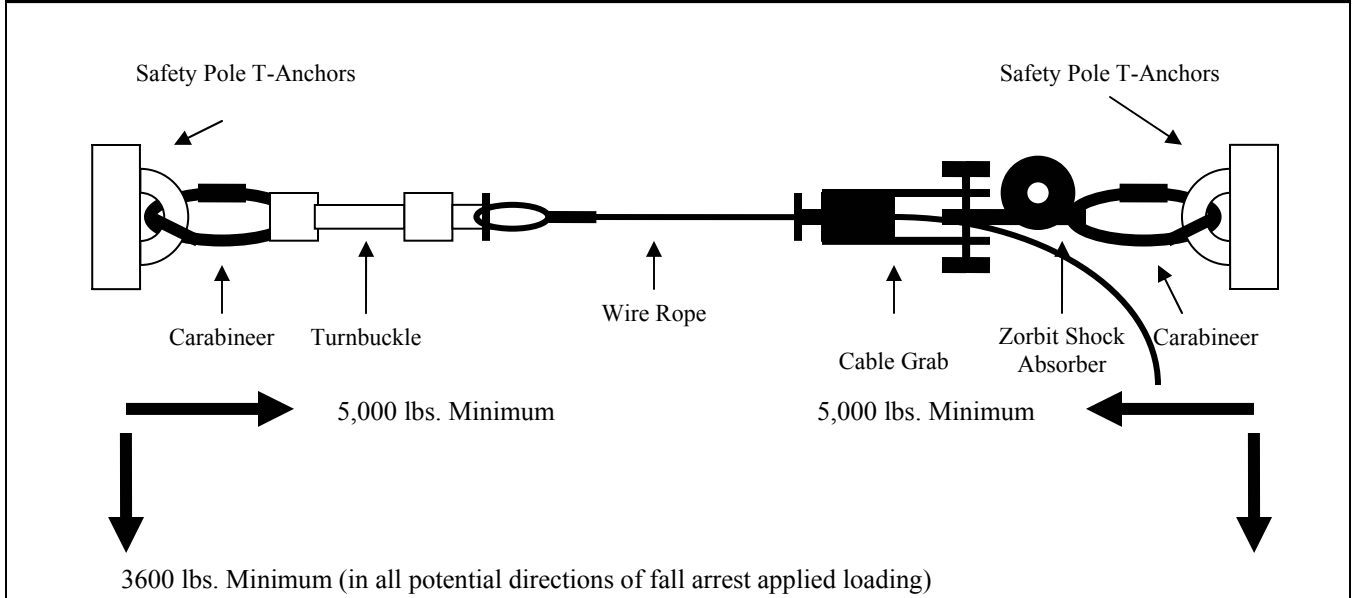 Safety Pole T-Anchors
Safety Pole T-Anchors
Carabineer
Turnbuckle
Wire Rope
Cable Grab
Zorbit Shock
Absorber
Carabineer
5,000 lbs. Minimum
5,000 lbs. Minimum
3600 lbs. Minimum (in all potential directions of fall arrest applied loading)